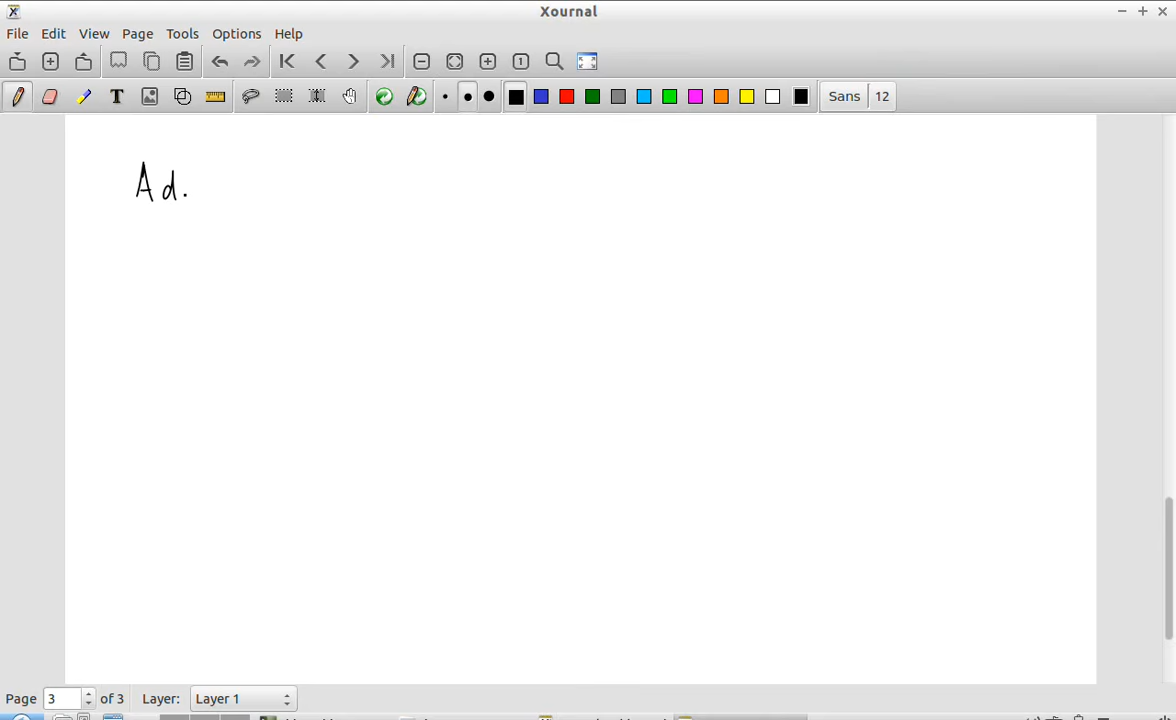 Xournal
File Edit View Page Tools Options Help
Sans 12
Ad.
Page 3 of 3 Layer: Layer 1